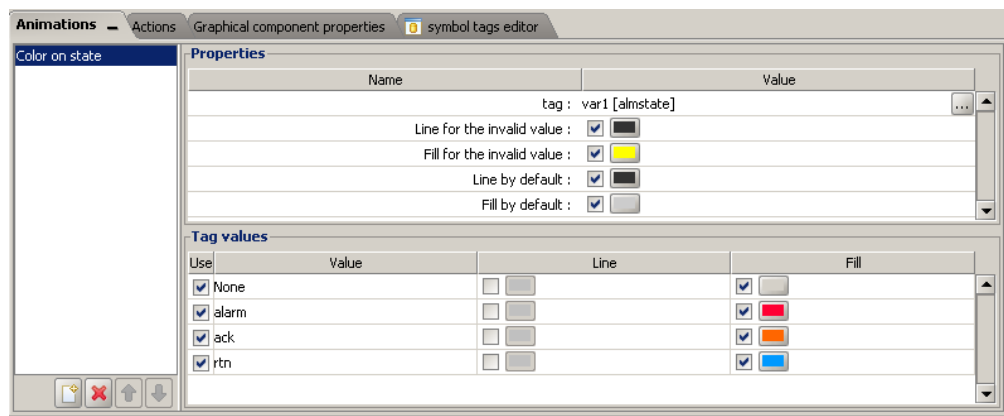 Animations Actions Graphical component properties symbol tags editor
Color on state
Properties
Name Value
tag : var1 [almstate] ...
Line for the invalid value :
Fill for the invalid value :
Line by default :
Fill by default :
Tag values
Use Value Line Fill
None
alarm
ack
rtn